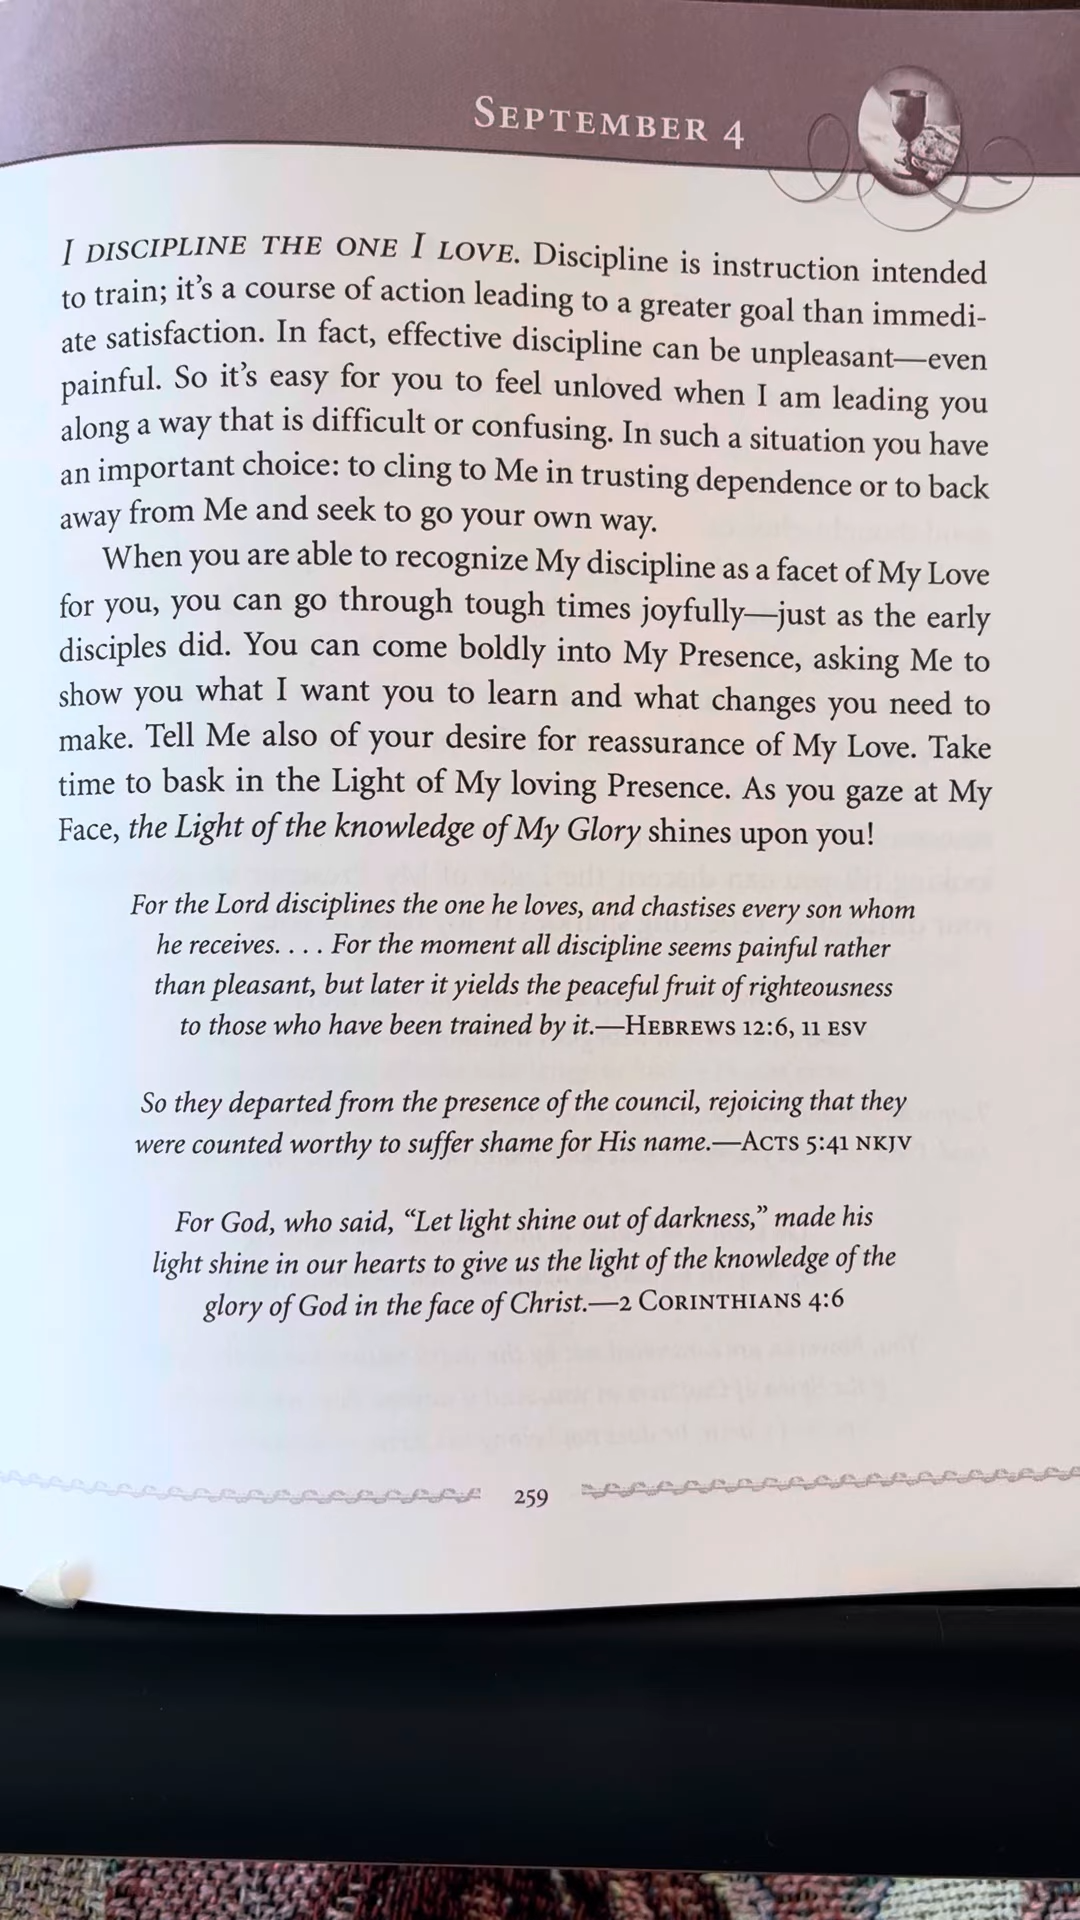 SEPTEMBER 4
I DISCIPLINE THE ONE I LOVE. Discipline is instruction intended
to train; it's a course of action leading to a greater goal than immedi-
ate satisfaction. In fact, effective discipline can be unpleasant—even
painful. So it's easy for you to feel unloved when I am leading you
along a way that is difficult or confusing. In such a situation you have
an important choice: to cling to Me in trusting dependence or to back
away from Me and seek to go your own way.
When you are able to recognize My discipline as a facet of My Love
for you, you can go through tough times joyfully—just as the early
disciples did. You can come boldly into My Presence, asking Me to
show you what I want you to learn and what changes you need to
make. Tell Me also of your desire for reassurance of My Love. Take
time to bask in the Light of My loving Presence. As you gaze at My
Face, the Light of the knowledge of My Glory shines upon you!
For the Lord disciplines the one he loves, and chastises every son whom
he receives. . . . For the moment all discipline seems painful rather
than pleasant, but later it yields the peaceful fruit of righteousness
to those who have been trained by it.—HEBREWS 12:6, 11 ESV
So they departed from the presence of the council, rejoicing that they
were counted worthy to suffer shame for His name.—ACTS 5:41 NKJV
For God, who said, “Let light shine out of darkness,” made his
light shine in our hearts to give us the light of the knowledge of the
glory of God in the face of Christ.—2 CORINTHIANS 4:6
259